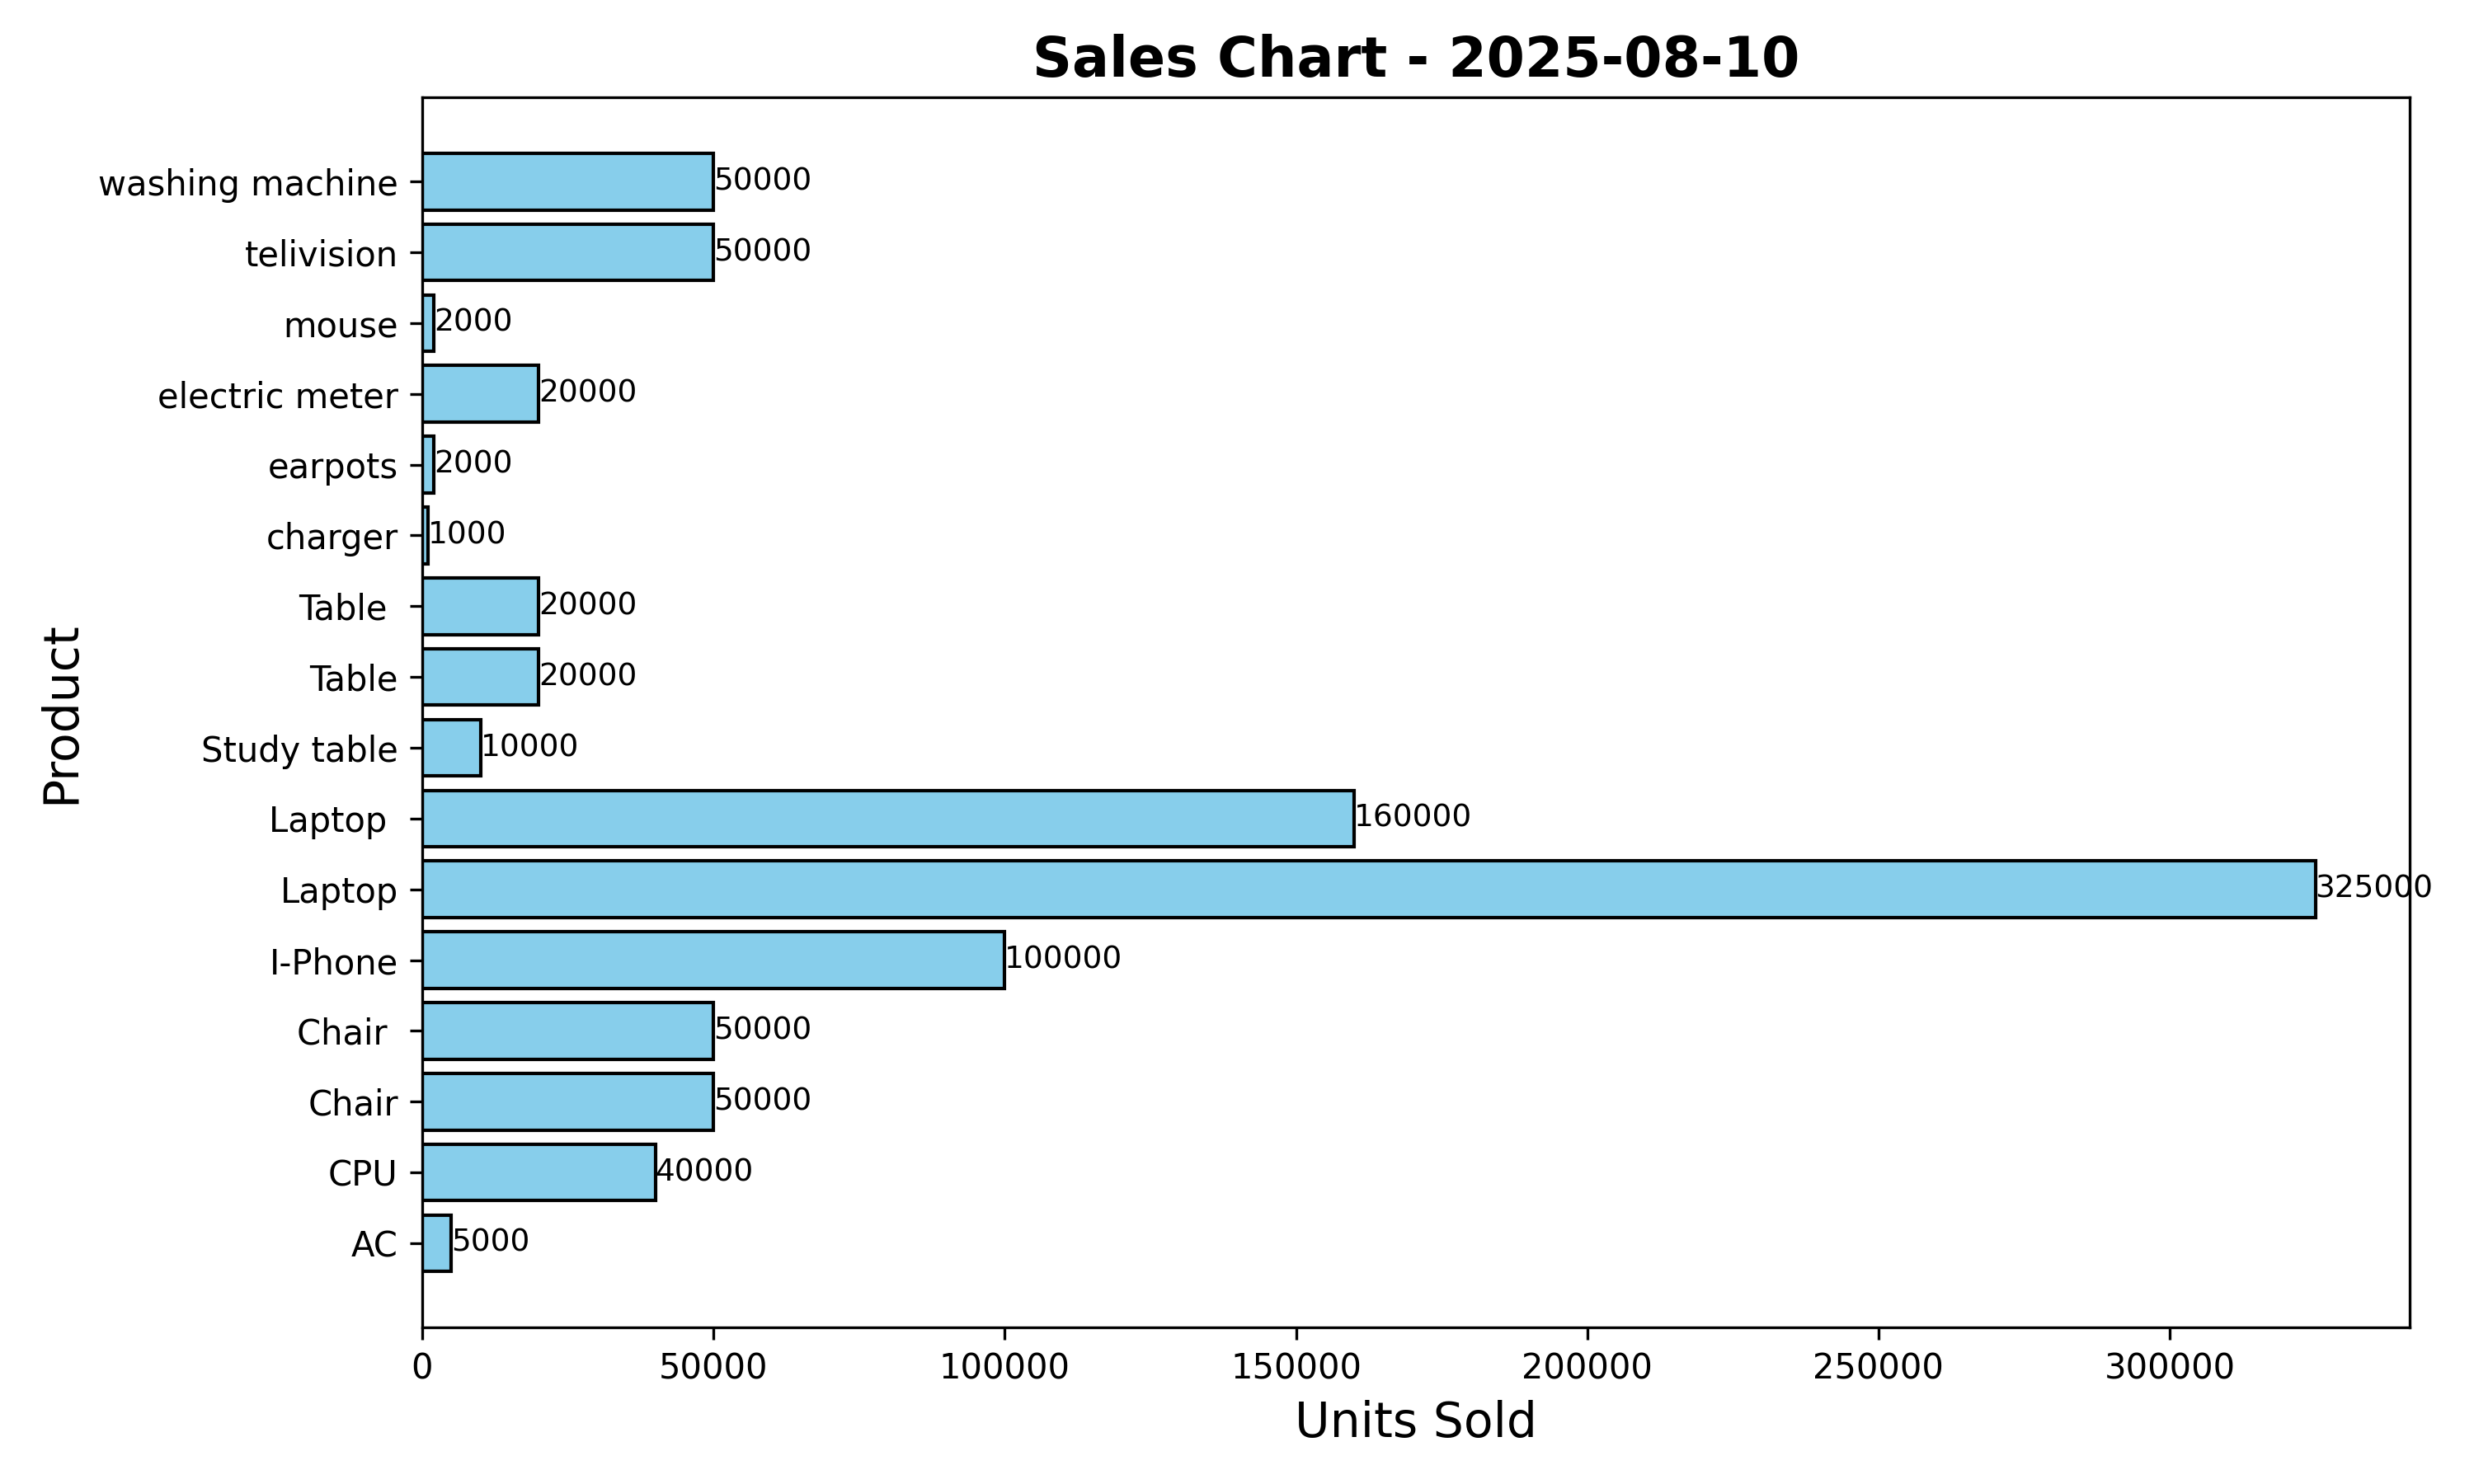 Sales Chart - 2025-08-10
washing machine 50000
telivision 50000
mouse 2000
electric meter 20000
earpots 2000
charger 1000
Table 20000
Table 20000
Study table 10000
Laptop 160000
Laptop 325000
I-Phone 100000
Chair 50000
Chair 50000
CPU 40000
AC 5000
Product
0 50000 100000 150000 200000 250000 300000
Units Sold